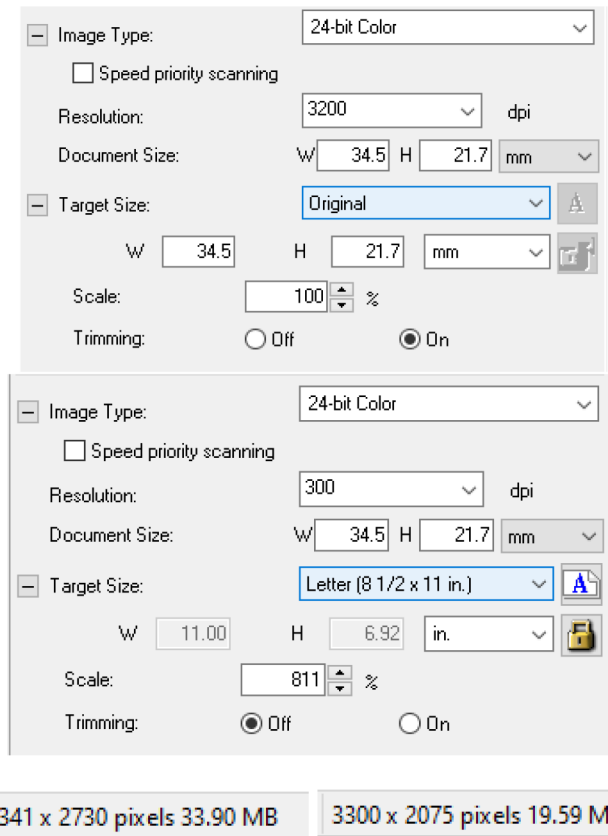 Image Type: 24-bit Color
Speed priority scanning
Resolution: 3200 dpi
Document Size: W 34.5 H 21.7 mm
Target Size: Original A
W 34.5 H 21.7 mm
Scale: 100 %
Trimming: Off On
Image Type: 24-bit Color
Speed priority scanning
Resolution: 300 dpi
Document Size: W 34.5 H 21.7 mm
Target Size: Letter (8 1/2 x 11 in.) A
W 11.00 H 6.92 in.
Scale: 811 %
Trimming: Off On
341 x 2730 pixels 33.90 MB 3300 x 2075 pixels 19.59 M